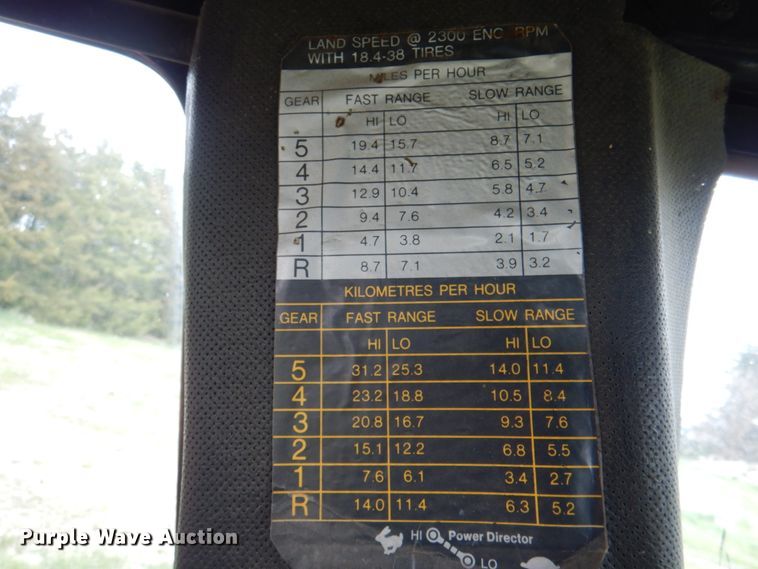 LAND SPEED @ 2300 ENG. RPM
WITH 18.4-38 TIRES
MILES PER HOUR
GEAR FAST RANGE SLOW RANGE
HI LO HI LO
5 19.4 15.7 8.7 7.1
4 14.4 11.7 6.5 5.2
3 12.9 10.4 5.8 4.7
2 9.4 7.6 4.2 3.4
1 4.7 3.8 2.1 1.7
R 8.7 7.1 3.9 3.2
KILOMETRES PER HOUR
GEAR FAST RANGE SLOW RANGE
HI LO HI LO
5 31.2 25.3 14.0 11.4
4 23.2 18.8 10.5 8.4
3 20.8 16.7 9.3 7.6
2 15.1 12.2 6.8 5.5
1 7.6 6.1 3.4 2.7
R 14.0 11.4 6.3 5.2
HI Power Director
LO
Purple Wave Auction